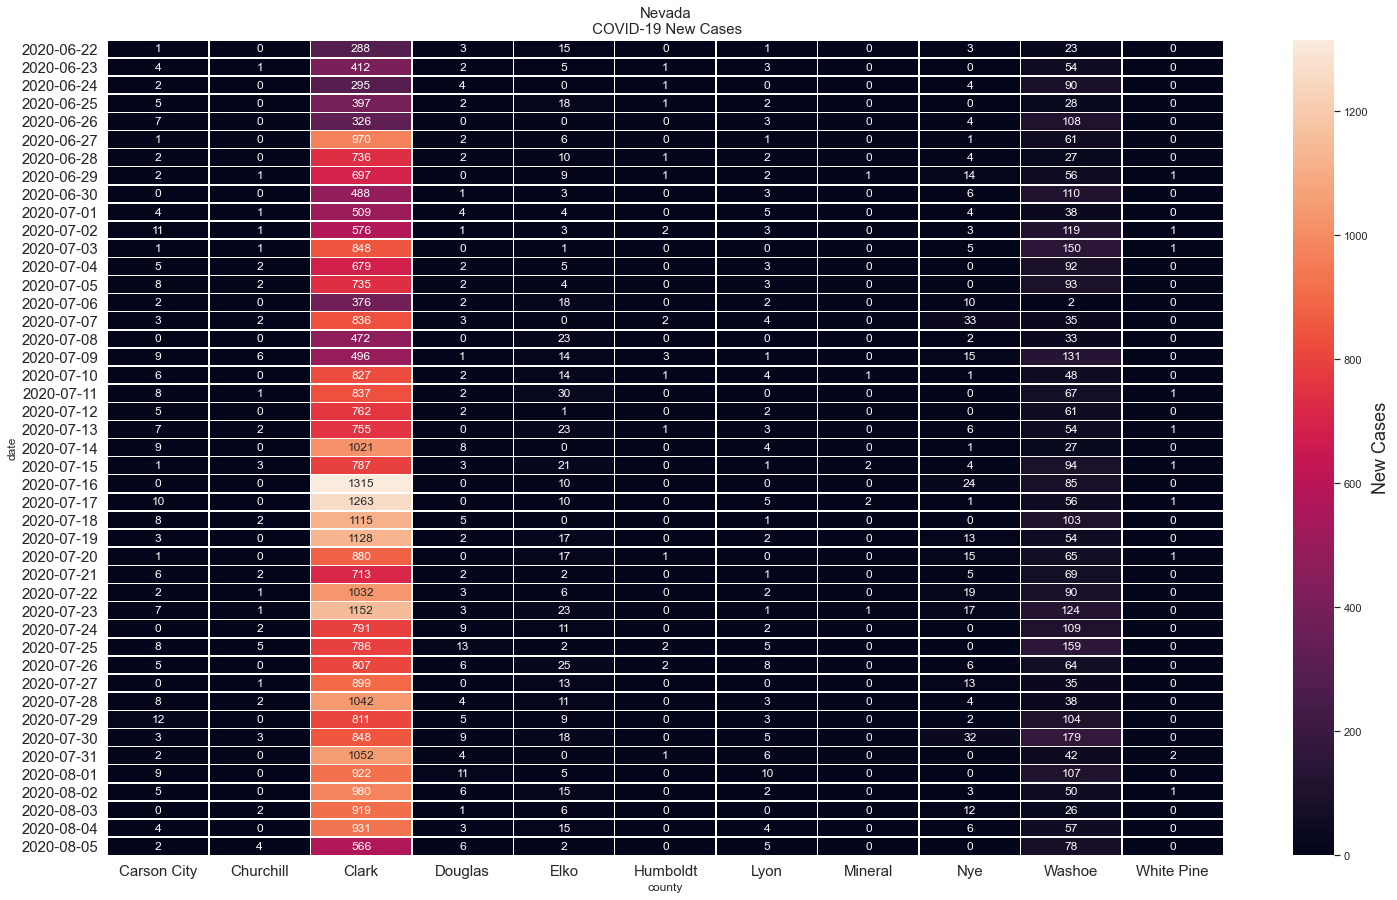 Nevada
COVID-19 New Cases
2020-06-22 1 0 288 3 15 0 1 0 3 23 0
2020-06-23 4 1 412 2 5 1 3 0 0 54 0
2020-06-24 2 0 295 4 0 1 0 0 4 90 0
2020-06-25 5 0 397 2 18 1 2 0 0 28 0
2020-06-26 7 0 326 0 0 0 3 0 4 108 0
2020-06-27 1 0 970 2 6 0 1 0 1 61 0
2020-06-28 2 0 736 2 10 1 2 0 4 27 0
2020-06-29 2 1 697 0 9 1 2 1 14 56 1
2020-06-30 0 0 488 1 3 0 3 0 6 110 0
2020-07-01 4 1 509 4 4 0 5 0 4 38 0
2020-07-02 11 1 576 1 3 2 3 0 3 119 1
2020-07-03 1 1 848 0 1 0 0 0 5 150 1
2020-07-04 5 2 679 2 5 0 3 0 0 92 0
2020-07-05 8 2 735 2 4 0 3 0 0 93 0
2020-07-06 2 0 376 2 18 0 2 0 10 2 0
2020-07-07 3 2 836 3 0 2 4 0 33 35 0
2020-07-08 0 0 472 0 23 0 0 0 2 33 0
2020-07-09 9 6 496 1 14 3 1 0 15 131 0
2020-07-10 6 0 827 2 14 1 4 1 1 48 0
2020-07-11 8 1 837 2 30 0 0 0 0 67 1
2020-07-12 5 0 762 2 1 0 2 0 0 61 0
2020-07-13 7 2 755 0 23 1 3 0 6 54 1
2020-07-14 9 0 1021 8 0 0 4 0 1 27 0
2020-07-15 1 3 787 3 21 0 1 2 4 94 1
2020-07-16 0 0 1315 0 10 0 0 0 24 85 0
2020-07-17 10 0 1263 0 10 0 5 2 1 56 1
2020-07-18 8 2 1115 5 0 0 1 0 0 103 0
2020-07-19 3 0 1128 2 17 0 2 0 13 54 0
2020-07-20 1 0 880 0 17 1 0 0 15 65 1
2020-07-21 6 2 713 2 2 0 1 0 5 69 0
2020-07-22 2 1 1032 3 6 0 2 0 19 90 0
2020-07-23 7 1 1152 3 23 0 1 1 17 124 0
2020-07-24 0 2 791 9 11 0 2 0 0 109 0
2020-07-25 8 5 786 13 2 2 5 0 0 159 0
2020-07-26 5 0 807 6 25 2 8 0 6 64 0
2020-07-27 0 1 899 0 13 0 0 0 13 35 0
2020-07-28 8 2 1042 4 11 0 3 0 4 38 0
2020-07-29 12 0 811 5 9 0 3 0 2 104 0
2020-07-30 3 3 848 9 18 0 5 0 32 179 0
2020-07-31 2 0 1052 4 0 1 6 0 0 42 2
2020-08-01 9 0 922 11 5 0 10 0 0 107 0
2020-08-02 5 0 980 6 15 0 2 0 3 50 1
2020-08-03 0 2 919 1 6 0 0 0 12 26 0
2020-08-04 4 0 931 3 15 0 4 0 6 57 0
2020-08-05 2 4 566 6 2 0 5 0 0 78 0
Carson City Churchill Clark Douglas Elko Humboldt Lyon Mineral Nye Washoe White Pine
county
date
1200
1000
800
600
400
200
0
New Cases